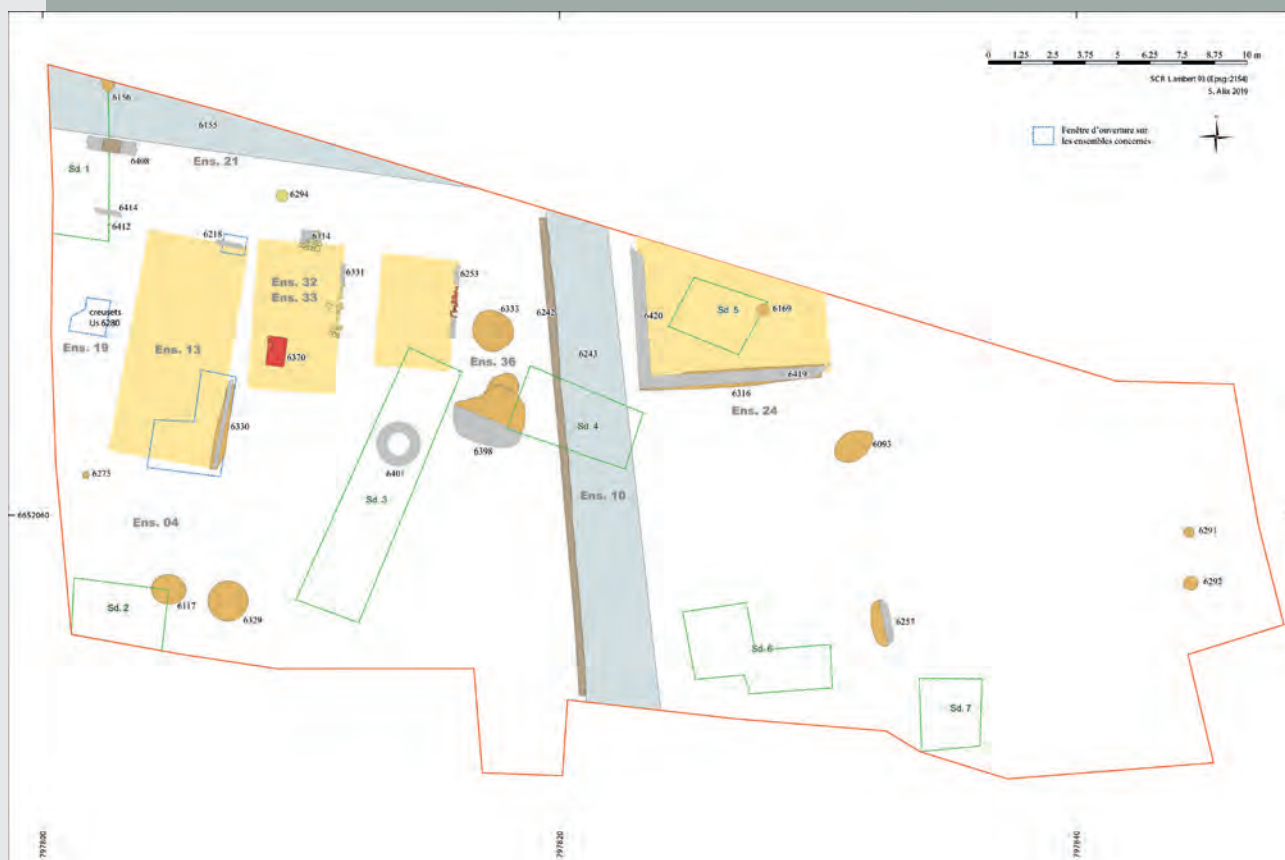 0 1.25 2.5 3.75 5 6.25 7.5 8.75 10 m
SCR Lambert 93 (Epsg:2154)
S. Alix 2019
Fenêtre d'ouverture sur
les ensembles concernés
6156
6155
6408
Ens. 21
Sd. 1
6294
6414
6412
6218
6334
6331
6253
Ens. 32
Ens. 33
6333
6242
6420
Sd. 5
6169
creusets
Us 6280
Ens. 19
Ens. 13
6370
Ens. 36
6243
6419
6316
Ens. 24
6330
6398
Sd. 4
6401
6093
6273
Sd. 3
Ens. 10
6652060
Ens. 04
6291
6292
Sd. 2
6117
6329
6257
Sd. 6
Sd. 7
797800
797820
797840